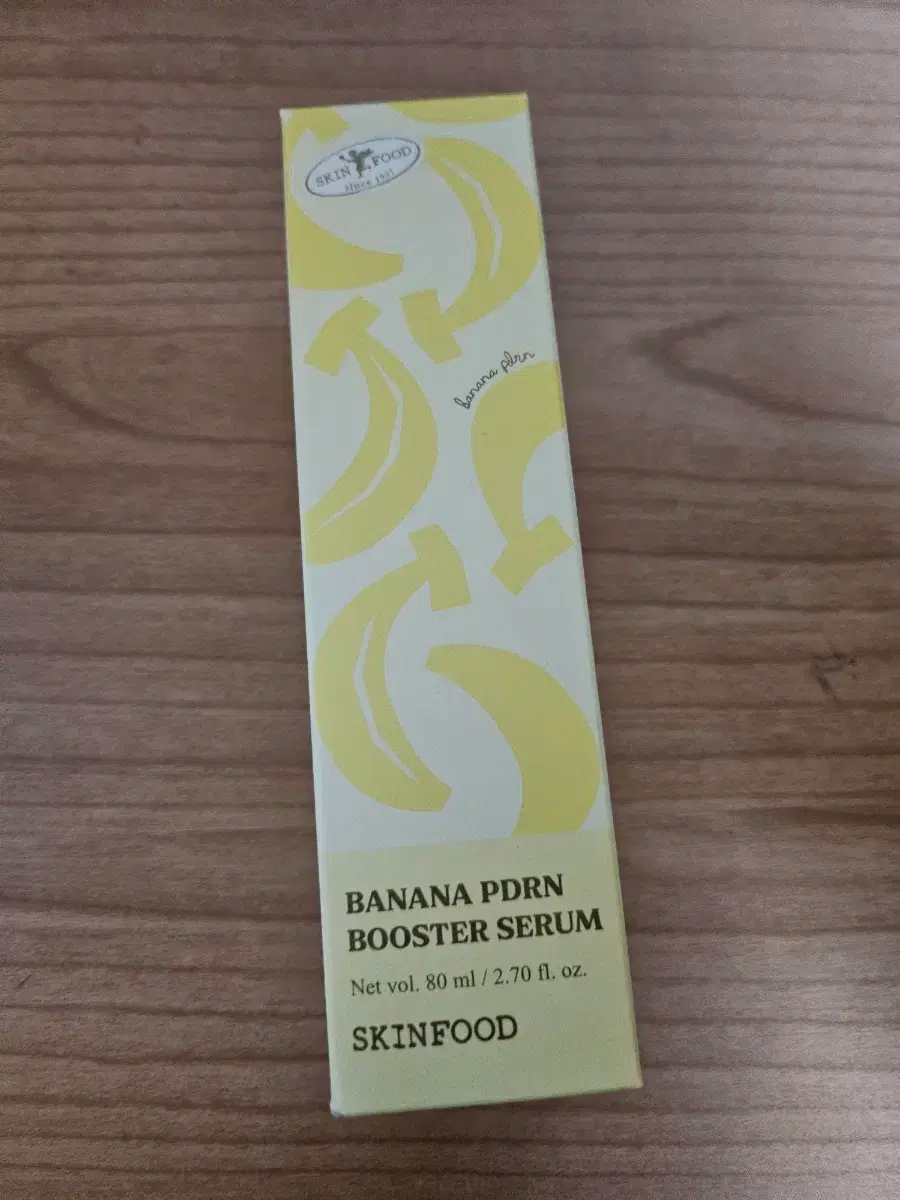 SKIN FOOD
since 1957
banana pdrn
BANANA PDRN
BOOSTER SERUM
Net vol. 80 ml / 2.70 fl. oz.
SKINFOOD